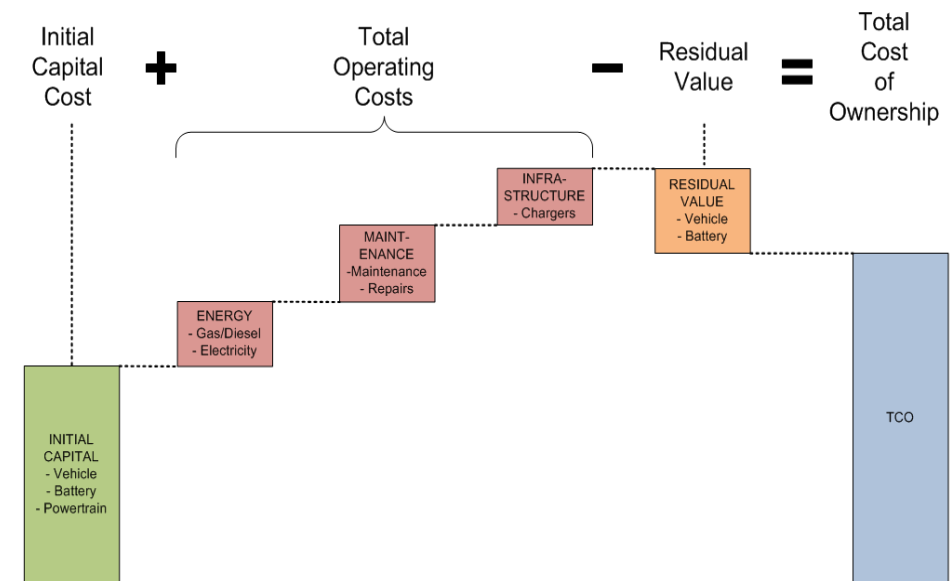 Initial
Capital
Cost
+
Total
Operating
Costs
-
Residual
Value
=
Total
Cost
of
Ownership
INFRA-
STRUCTURE
- Chargers
RESIDUAL
VALUE
- Vehicle
- Battery
MAINT-
ENANCE
-Maintenance
- Repairs
ENERGY
- Gas/Diesel
- Electricity
INITIAL
CAPITAL
- Vehicle
- Battery
- Powertrain
TCO